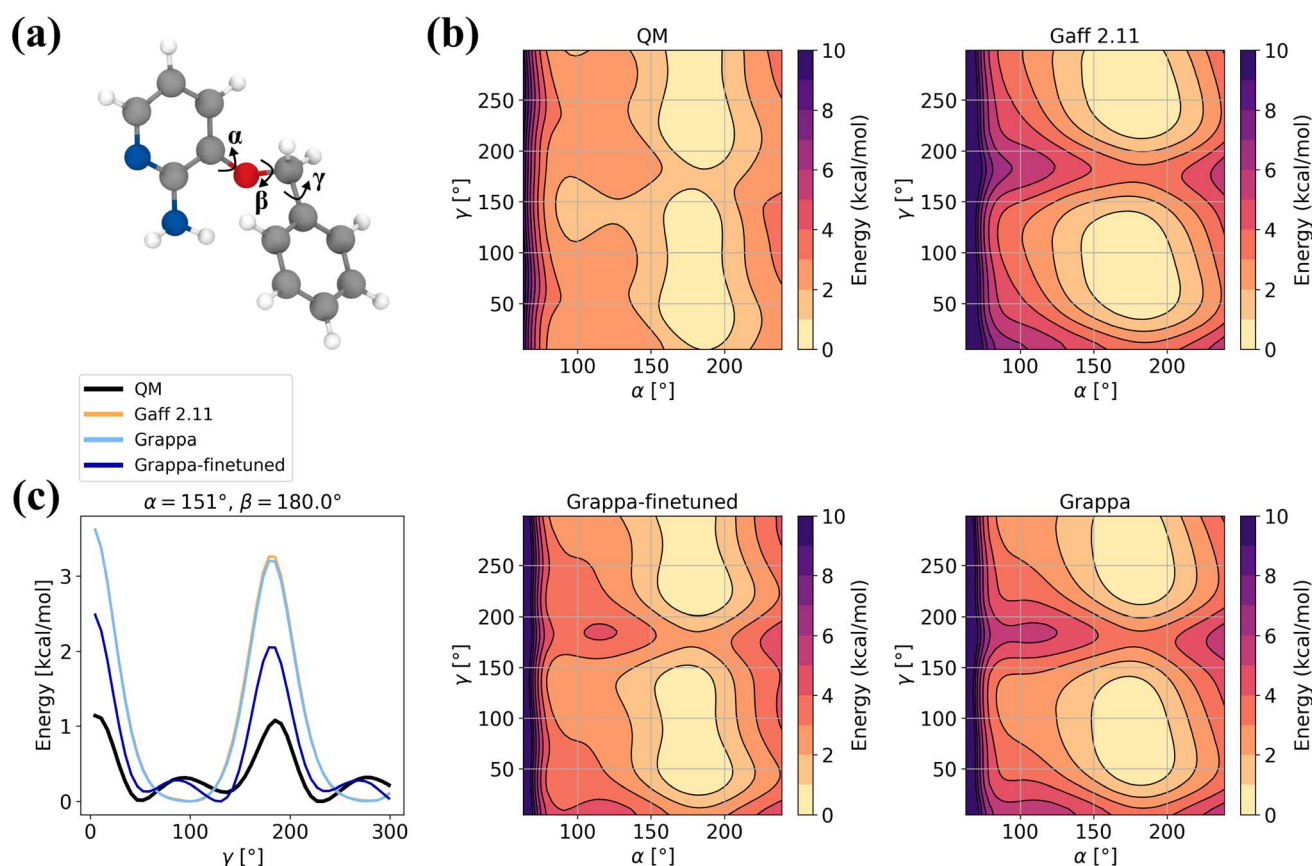 (a)
α
β
γ
QM
Gaff 2.11
Grappa
Grappa-finetuned
(b)
QM
γ [°]
250
200
150
100
50
100
150
200
α [°]
10
8
6
4
2
0
Energy (kcal/mol)
Gaff 2.11
γ [°]
250
200
150
100
50
100
150
200
α [°]
10
8
6
4
2
0
Energy (kcal/mol)
(c)
α = 151°, β = 180.0°
Energy [kcal/mol]
3
2
1
0
0
100
200
300
γ [°]
Grappa-finetuned
γ [°]
250
200
150
100
50
100
150
200
α [°]
10
8
6
4
2
0
Energy (kcal/mol)
Grappa
γ [°]
250
200
150
100
50
100
150
200
α [°]
10
8
6
4
2
0
Energy (kcal/mol)